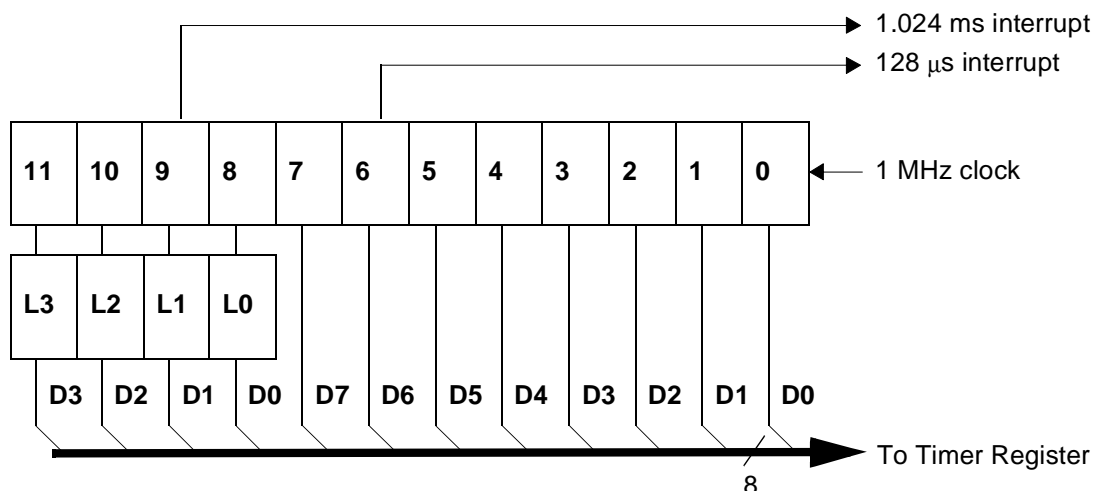 1.024 ms interrupt
128 μs interrupt
11 10 9 8 7 6 5 4 3 2 1 0
1 MHz clock
L3 L2 L1 L0
D3 D2 D1 D0 D7 D6 D5 D4 D3 D2 D1 D0
To Timer Register
8